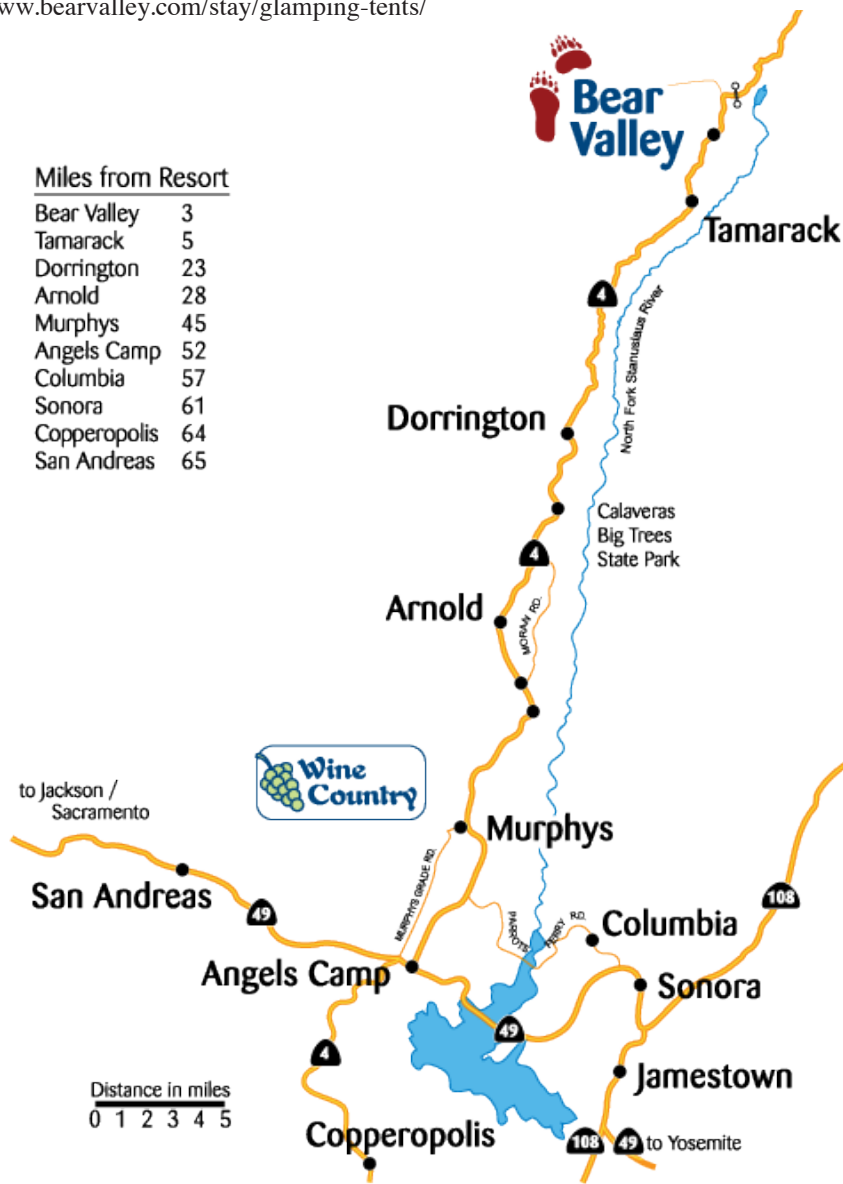 ww.bearvalley.com/stay/glamping-tents/
Bear
Valley
Miles from Resort
Bear Valley 3
Tamarack 5
Dorrington 23
Arnold 28
Murphys 45
Angels Camp 52
Columbia 57
Sonora 61
Copperopolis 64
San Andreas 65
Tamarack
4
North Fork Stanuslaus River
Dorrington
Calaveras
Big Trees
State Park
4
Arnold
MORAN RD.
Wine
Country
to Jackson /
Sacramento
Murphys
MURPHYS GRADE RD.
San Andreas
49
108
PARROTS FERRY RD.
Columbia
Angels Camp
Sonora
49
4
Jamestown
Distance in miles
0 1 2 3 4 5
Copperopolis
108
49
to Yosemite